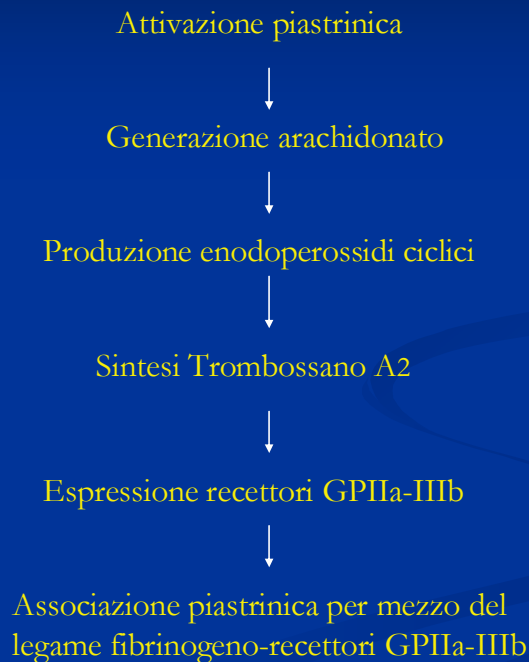 Attivazione piastrinica
Generazione arachidonato
Produzione enodoperossidi ciclici
Sintesi Trombossano A2
Espressione recettori GPIIa-IIIb
Associazione piastrinica per mezzo del
legame fibrinogeno-recettori GPIIa-IIIb